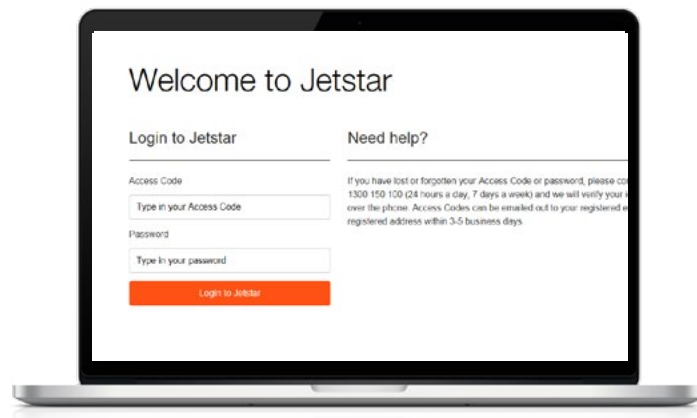 Welcome to Jetstar
Login to Jetstar
Need help?
Access Code
If you have lost or forgotten your Access Code or password, please
1300 150 100 (24 hours a day, 7 days a week) and we will verify your
Type in your Access Code
over the phone. Access Codes can be emailed out to your registered
registered address within 3-5 business days.
Password
Type in your password
Login to Jetstar